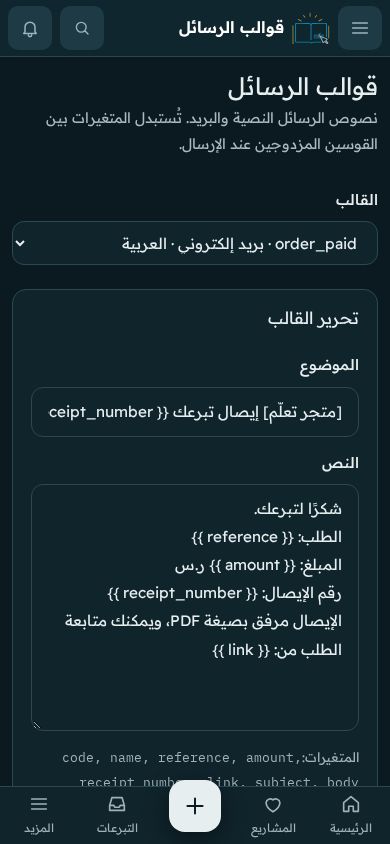 قوالب الرسائل
قوالب الرسائل
نصوص الرسائل النصية والبريد. تُستبدل المتغيرات بين
القوسين المزدوجين عند الإرسال.
القالب
order_paid · بريد إلكتروني · العربية
تحرير القالب
الموضوع
[متجر تعلّم] إيصال تبرعك {{ ceipt_number
النص
شكرًا لتبرعك.
الطلب: {{ reference }}
المبلغ: {{ amount }} ر.س
رقم الإيصال: {{ receipt_number }}
الإيصال مرفق بصيغة PDF، ويمكنك متابعة
الطلب من: {{ link }}
المتغيرات: code, name, reference, amount,
receipt_number, link, subject, body
الرئيسية
المشاريع
التبرعات
المزيد